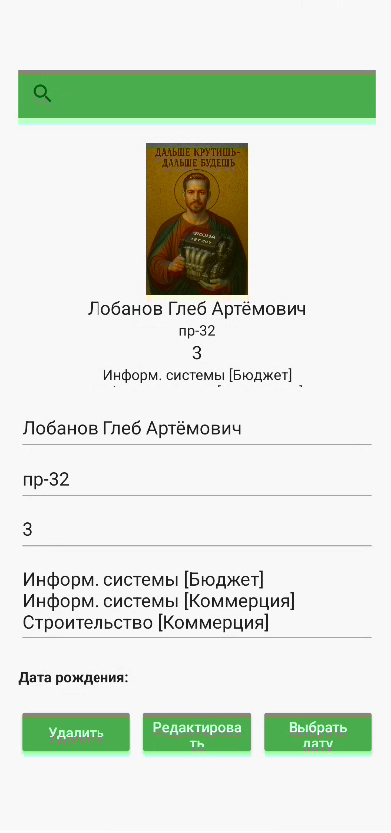 ДАЛЬШЕ КРУТИШЬ-
ДАЛЬШЕ БУДЕШЬ
Лобанов Глеб Артёмович
пр-32
3
Информ. системы [Бюджет]
Лобанов Глеб Артёмович
пр-32
3
Информ. системы [Бюджет]
Информ. системы [Коммерция]
Строительство [Коммерция]
Дата рождения:
Удалить
Редактирова
ть
Выбрать
дату